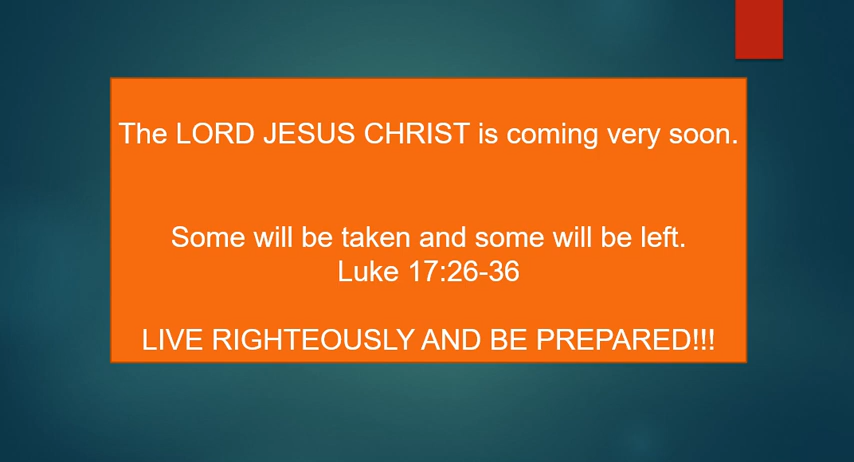 The LORD JESUS CHRIST is coming very soon.
Some will be taken and some will be left.
Luke 17:26-36
LIVE RIGHTEOUSLY AND BE PREPARED!!!